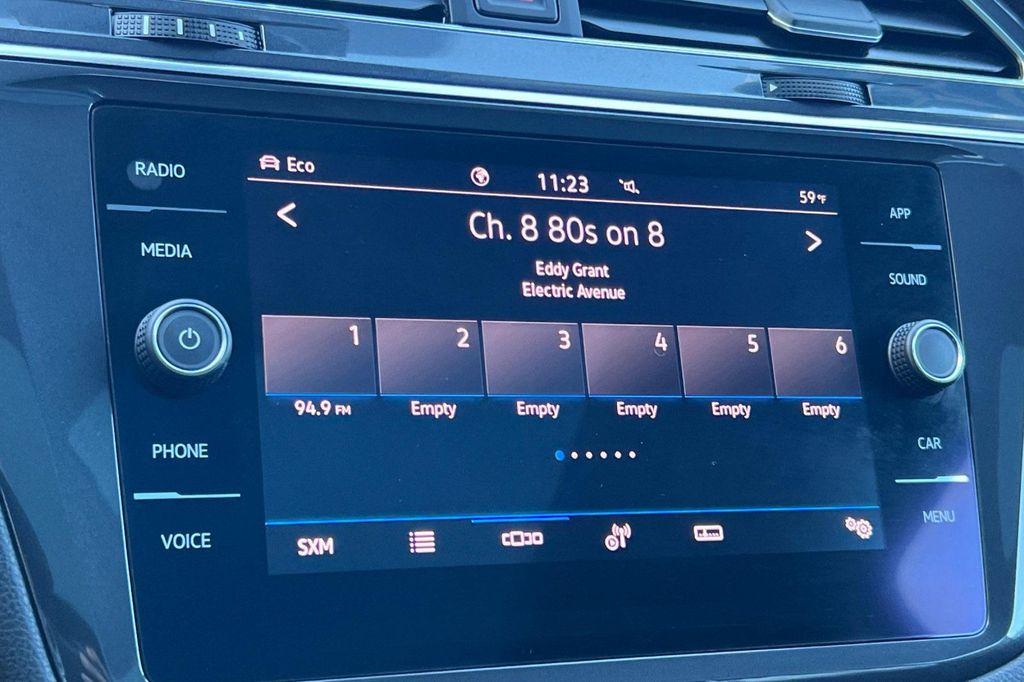 RADIO
MEDIA
PHONE
VOICE
Eco
11:23
59°F
Ch. 8 80s on 8
Eddy Grant
Electric Avenue
1 2 3 4 5 6
94.9 FM Empty Empty Empty Empty Empty
SXM
APP
SOUND
CAR
MENU